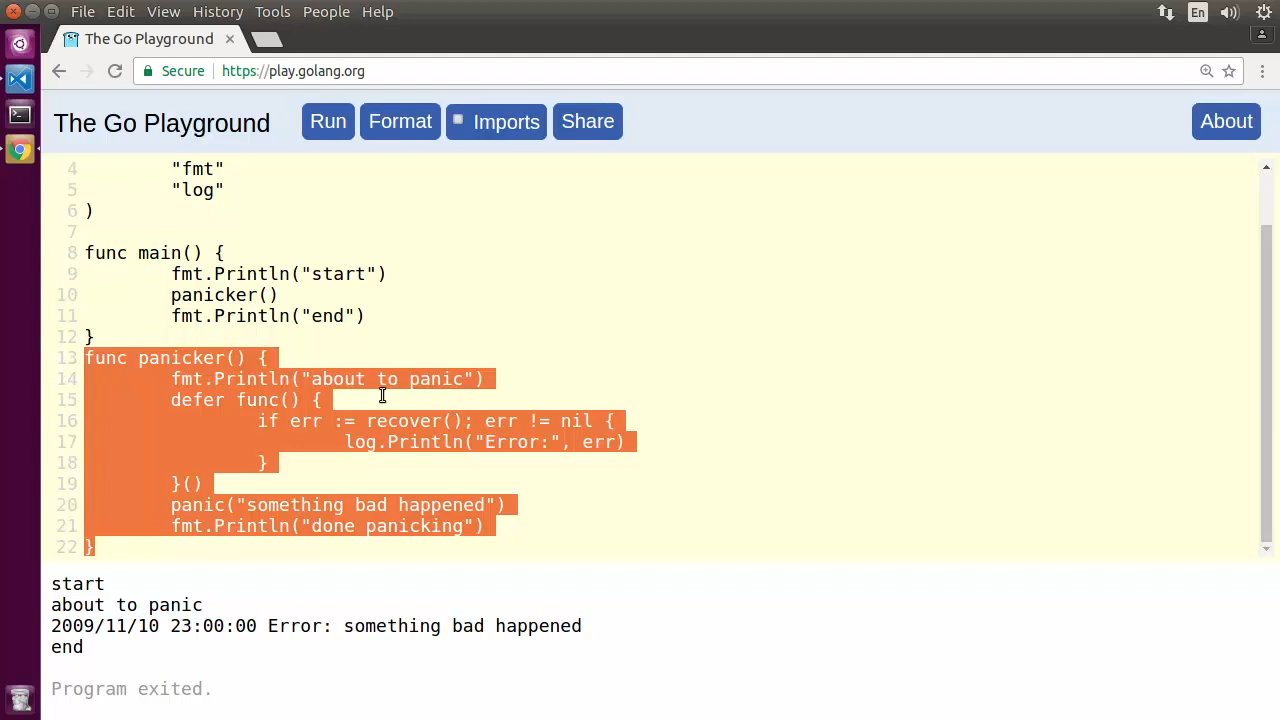 File Edit View History Tools People Help
En
The Go Playground
Secure https://play.golang.org
The Go Playground Run Format Imports Share About
4 "fmt"
5 "log"
6 )
7
8 func main() {
9 fmt.Println("start")
10 panicker()
11 fmt.Println("end")
12 }
13 func panicker() {
14 fmt.Println("about to panic")
15 defer func() {
16 if err := recover(); err != nil {
17 log.Println("Error:", err)
18 }
19 }()
20 panic("something bad happened")
21 fmt.Println("done panicking")
22 }
start
about to panic
2009/11/10 23:00:00 Error: something bad happened
end
Program exited.